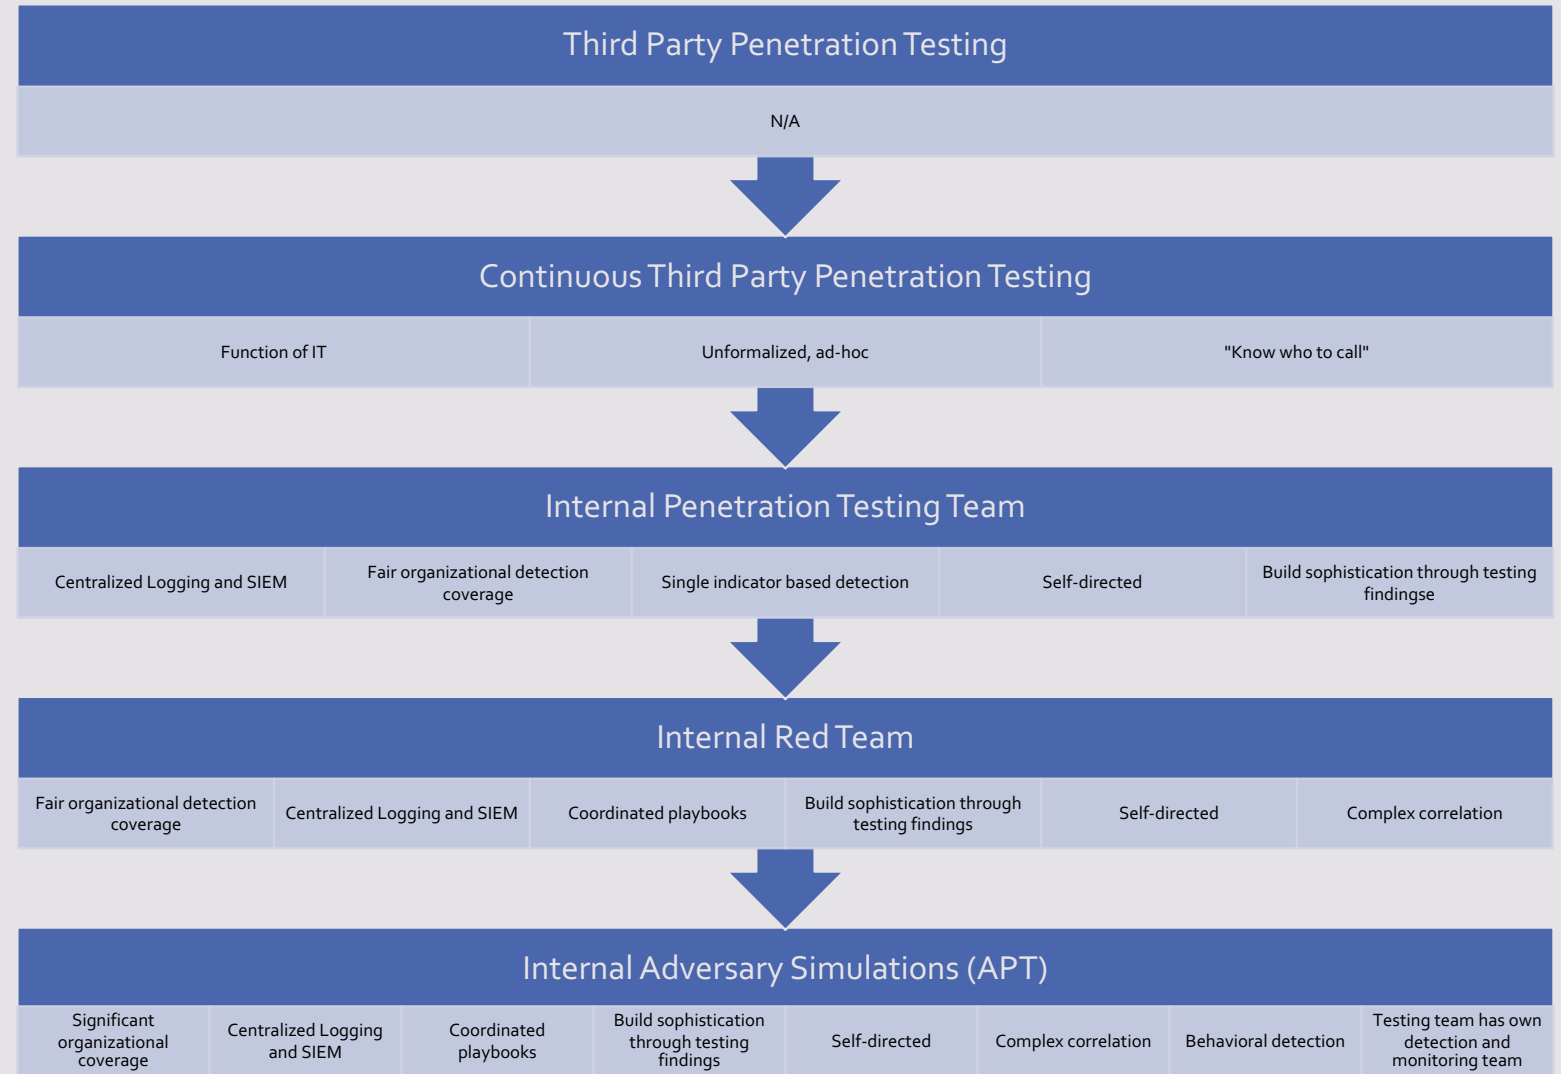 Third Party Penetration Testing
N/A
Continuous Third Party Penetration Testing
Function of IT
Unformalized, ad-hoc
"Know who to call"
Internal Penetration Testing Team
Centralized Logging and SIEM
Fair organizational detection
coverage
Single indicator based detection
Self-directed
Build sophistication through testing
findingse
Internal Red Team
Fair organizational detection
coverage
Centralized Logging and SIEM
Coordinated playbooks
Build sophistication through
testing findings
Self-directed
Complex correlation
Internal Adversary Simulations (APT)
Significant
organizational
coverage
Centralized Logging
and SIEM
Coordinated
playbooks
Build sophistication
through testing
findings
Self-directed
Complex correlation
Behavioral detection
Testing team has own
detection and
monitoring team